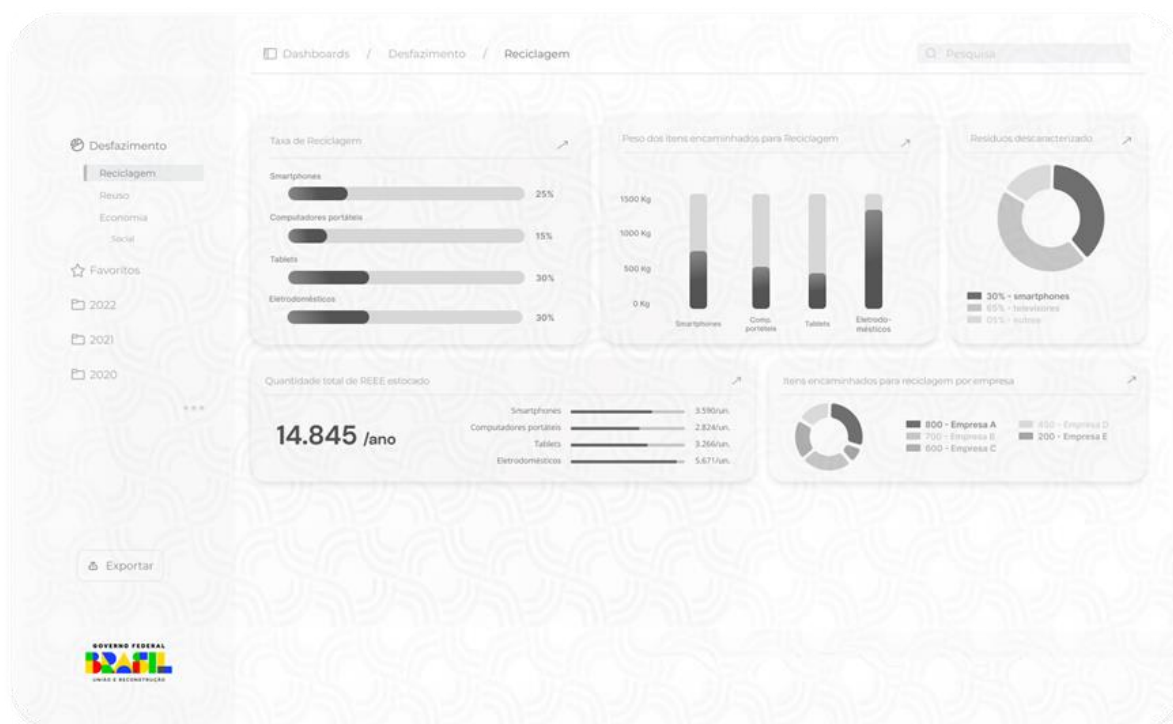 Dashboards / Desfazimento / Reciclagem
Pesquisa
Desfazimento
Reciclagem
Reuso
Economia
Social
Favoritos
2022
2021
2020
Exportar
GOVERNO FEDERAL
BRASIL
UNIÃO E RECONSTRUÇÃO
Taxa de Reciclagem
Smartphones
25%
Computadores portáteis
15%
Tablets
30%
Eletrodomésticos
30%
Peso dos itens encaminhados para Reciclagem
1500 Kg
1000 Kg
500 Kg
0 Kg
Smartphones
Comp. portáteis
Tablets
Eletrodo-
mésticos
Resíduos descaracterizado
30% - smartphones
65% - televisores
05% - outros
Quantidade total de REEE estocado
14.845 /ano
Smartphones 3.590/un.
Computadores portáteis 2.824/un.
Tablets 3.266/un.
Eletrodomésticos 5.671/un.
Itens encaminhados para reciclagem por empresa
800 - Empresa A
700 - Empresa B
600 - Empresa C
450 - Empresa D
200 - Empresa E